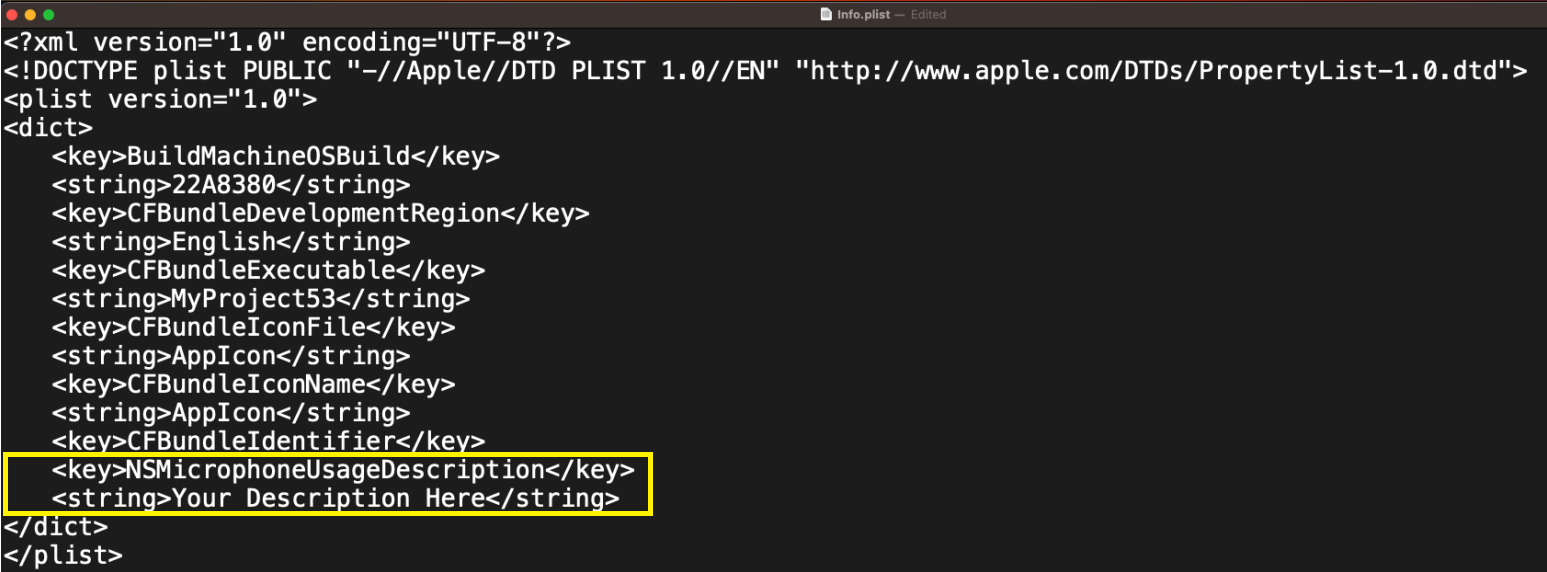 Info.plist — Edited
<?xml version="1.0" encoding="UTF-8"?>
<!DOCTYPE plist PUBLIC "-//Apple//DTD PLIST 1.0//EN" "http://www.apple.com/DTDs/PropertyList-1.0.dtd">
<plist version="1.0">
<dict>
<key>BuildMachineOSBuild</key>
<string>22A8380</string>
<key>CFBundleDevelopmentRegion</key>
<string>English</string>
<key>CFBundleExecutable</key>
<string>MyProject53</string>
<key>CFBundleIconFile</key>
<string>AppIcon</string>
<key>CFBundleIconName</key>
<string>AppIcon</string>
<key>CFBundleIdentifier</key>
<key>NSMicrophoneUsageDescription</key>
<string>Your Description Here</string>
</dict>
</plist>